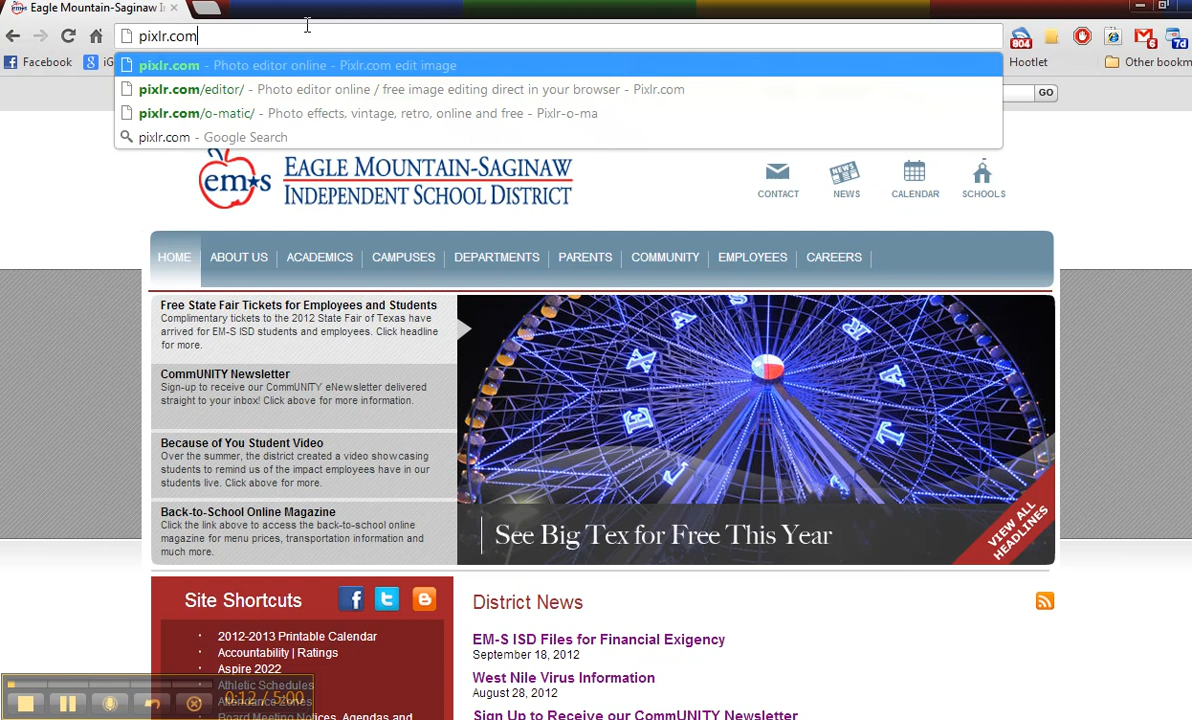 Eagle Mountain-Saginaw I
pixlr.com
804
6
7d
Facebook
iG
Hootlet
Other bookm
pixlr.com - Photo editor online - Pixlr.com edit image
pixlr.com/editor/ - Photo editor online / free image editing direct in your browser - Pixlr.com
pixlr.com/o-matic/ - Photo effects, vintage, retro, online and free - Pixlr-o-ma
pixlr.com - Google Search
GO
em s
EAGLE MOUNTAIN-SAGINAW
INDEPENDENT SCHOOL DISTRICT
CONTACT
NEWS
CALENDAR
SCHOOLS
HOME
ABOUT US
ACADEMICS
CAMPUSES
DEPARTMENTS
PARENTS
COMMUNITY
EMPLOYEES
CAREERS
Free State Fair Tickets for Employees and Students
Complimentary tickets to the 2012 State Fair of Texas have
arrived for EM-S ISD students and employees. Click headline
for more.
CommUNITY Newsletter
Sign-up to receive our CommUNITY eNewsletter delivered
straight to your inbox! Click above for more information.
Because of You Student Video
Over the summer, the district created a video showcasing
students to remind us of the impact employees have in our
students live. Click above for more.
Back-to-School Online Magazine
Click the link above to access the back-to-school online
magazine for menu prices, transportation information and
much more.
See Big Tex for Free This Year
VIEW ALL
HEADLINES
Site Shortcuts
2012-2013 Printable Calendar
Accountability | Ratings
Aspire 2022
Athletic Schedules
Attendance Zones
Board Meeting Notices, Agendas and
0:12 / 5:00
District News
EM-S ISD Files for Financial Exigency
September 18, 2012
West Nile Virus Information
August 28, 2012
Sign Up to Receive our CommUNITY Newsletter